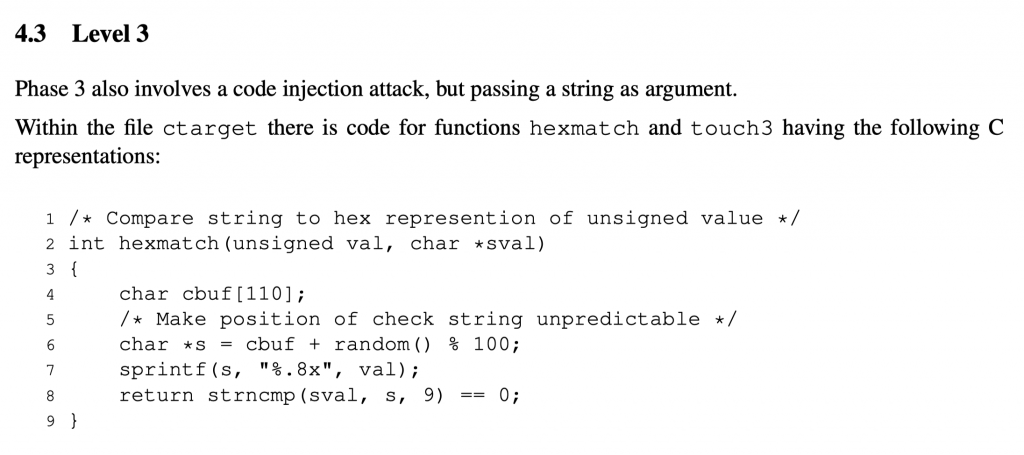 4.3 Level 3
Phase 3 also involves a code injection attack, but passing a string as argument.
Within the file ctarget there is code for functions hexmatch and touch3 having the following C
representations:
1 /* Compare string to hex represention of unsigned value */
2 int hexmatch(unsigned val, char *sval)
3 {
4     char cbuf[110];
5     /* Make position of check string unpredictable */
6     char *s = cbuf + random() % 100;
7     sprintf(s, "%.8x", val);
8     return strncmp(sval, s, 9) == 0;
9 }